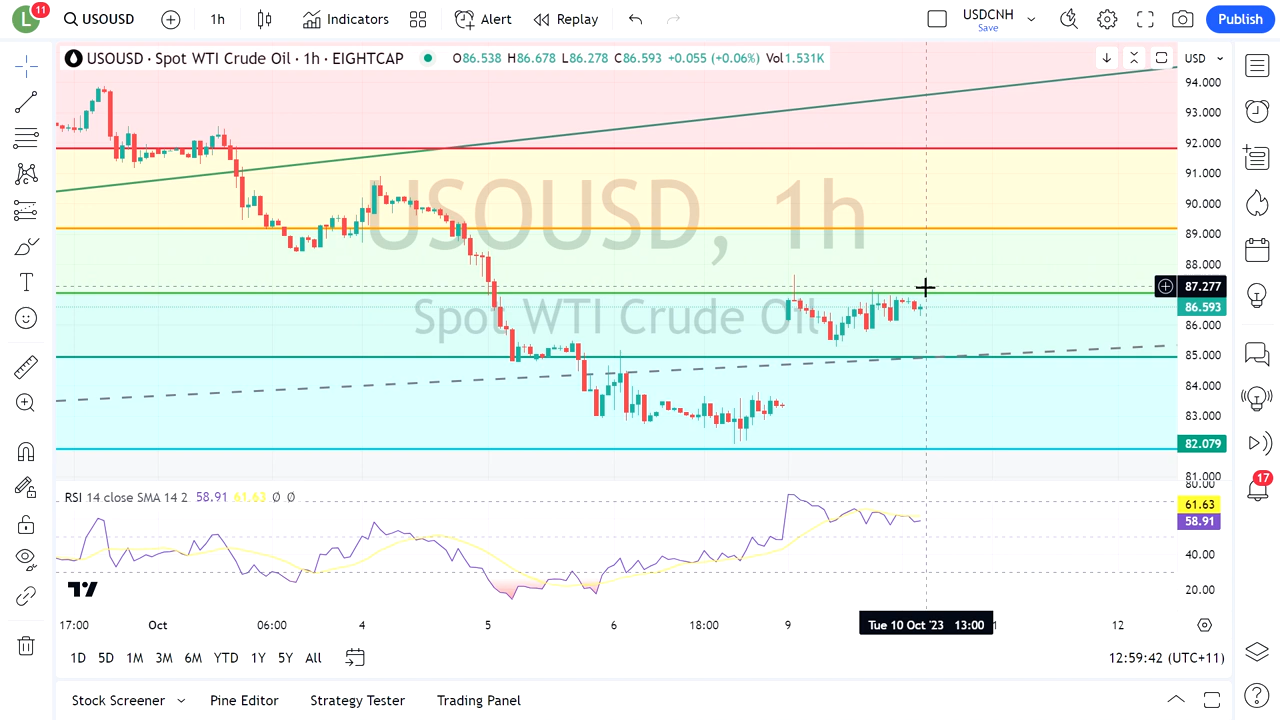 L 11 USOUSD 1h Indicators Alert Replay USDCNH Save Publish
USOUSD · Spot WTI Crude Oil · 1h · EIGHTCAP O86.538 H86.678 L86.278 C86.593 +0.055 (+0.06%) Vol1.531K USD
94.000
93.000
92.000
91.000
90.000
89.000
88.000
87.277
86.593
86.000
85.000
84.000
83.000
82.079
81.000
USOUSD, 1h
Spot WTI Crude Oil
17
RSI 14 close SMA 14 2 58.91 61.63 Ø Ø
80.00
61.63
58.91
40.00
20.00
17:00 Oct 06:00 4 5 6 18:00 9 Tue 10 Oct '23 13:00 1 12
1D 5D 1M 3M 6M YTD 1Y 5Y All 12:59:42 (UTC+11)
Stock Screener Pine Editor Strategy Tester Trading Panel